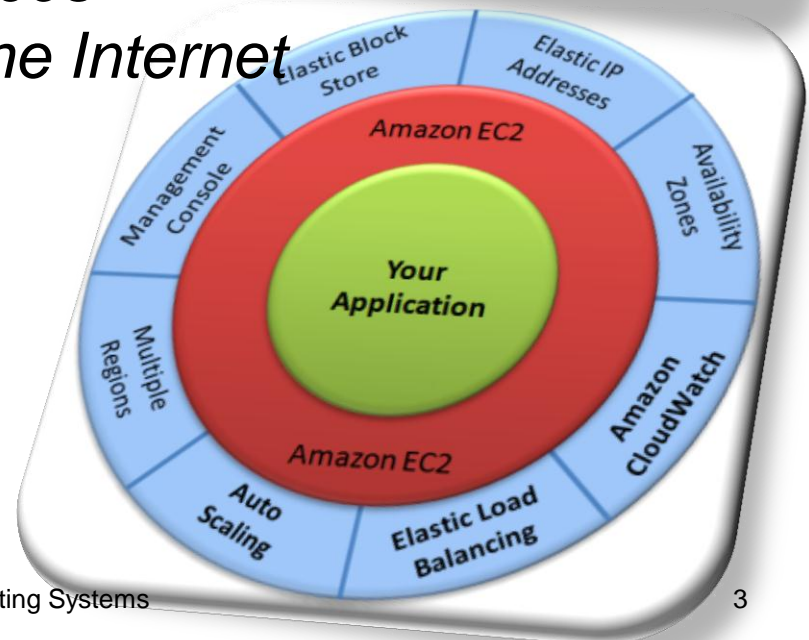 he Internet
Elastic Block
Store
Elastic IP
Addresses
Management
Console
Amazon EC2
Availability
Zones
Your
Application
Multiple
Regions
Amazon
CloudWatch
Amazon EC2
Auto
Scaling
Elastic Load
Balancing
ting Systems
3